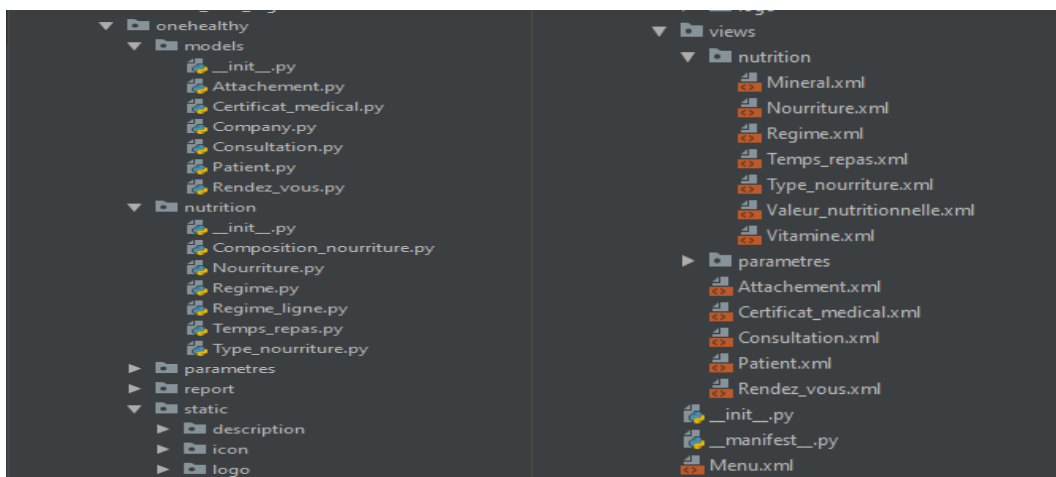 onehealthy
models
__init__.py
Attachement.py
Certificat_medical.py
Company.py
Consultation.py
Patient.py
Rendez_vous.py
nutrition
__init__.py
Composition_nourriture.py
Nourriture.py
Regime.py
Regime_ligne.py
Temps_repas.py
Type_nourriture.py
parametres
report
static
description
icon
logo
views
nutrition
Mineral.xml
Nourriture.xml
Regime.xml
Temps_repas.xml
Type_nourriture.xml
Valeur_nutritionnelle.xml
Vitamine.xml
parametres
Attachement.xml
Certificat_medical.xml
Consultation.xml
Patient.xml
Rendez_vous.xml
__init__.py
__manifest__.py
Menu.xml